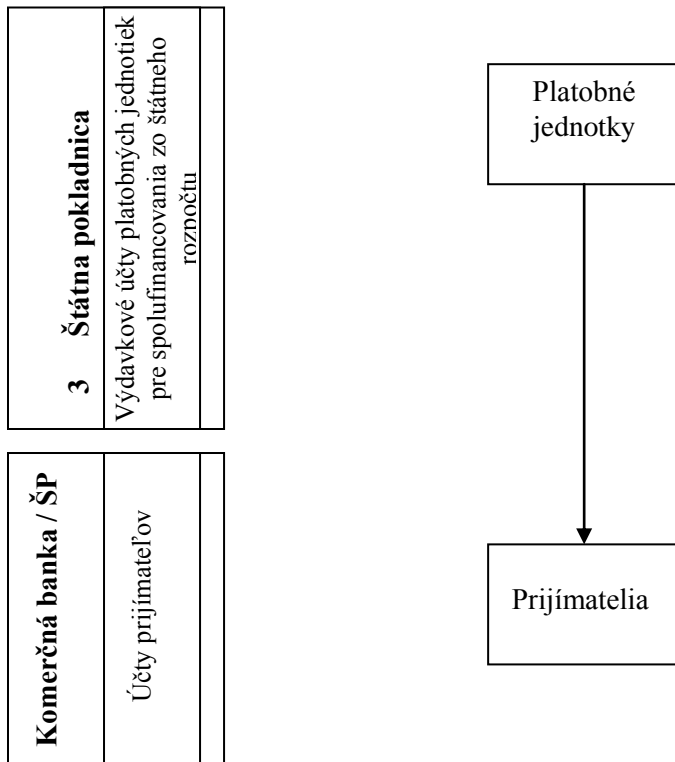 3 Štátna pokladnica
Výdavkové účty platobných jednotiek
pre spolufinancovania zo štátneho
rozpočtu
Komerčná banka / ŠP
Účty prijímateľov
Platobné
jednotky
Prijímatelia